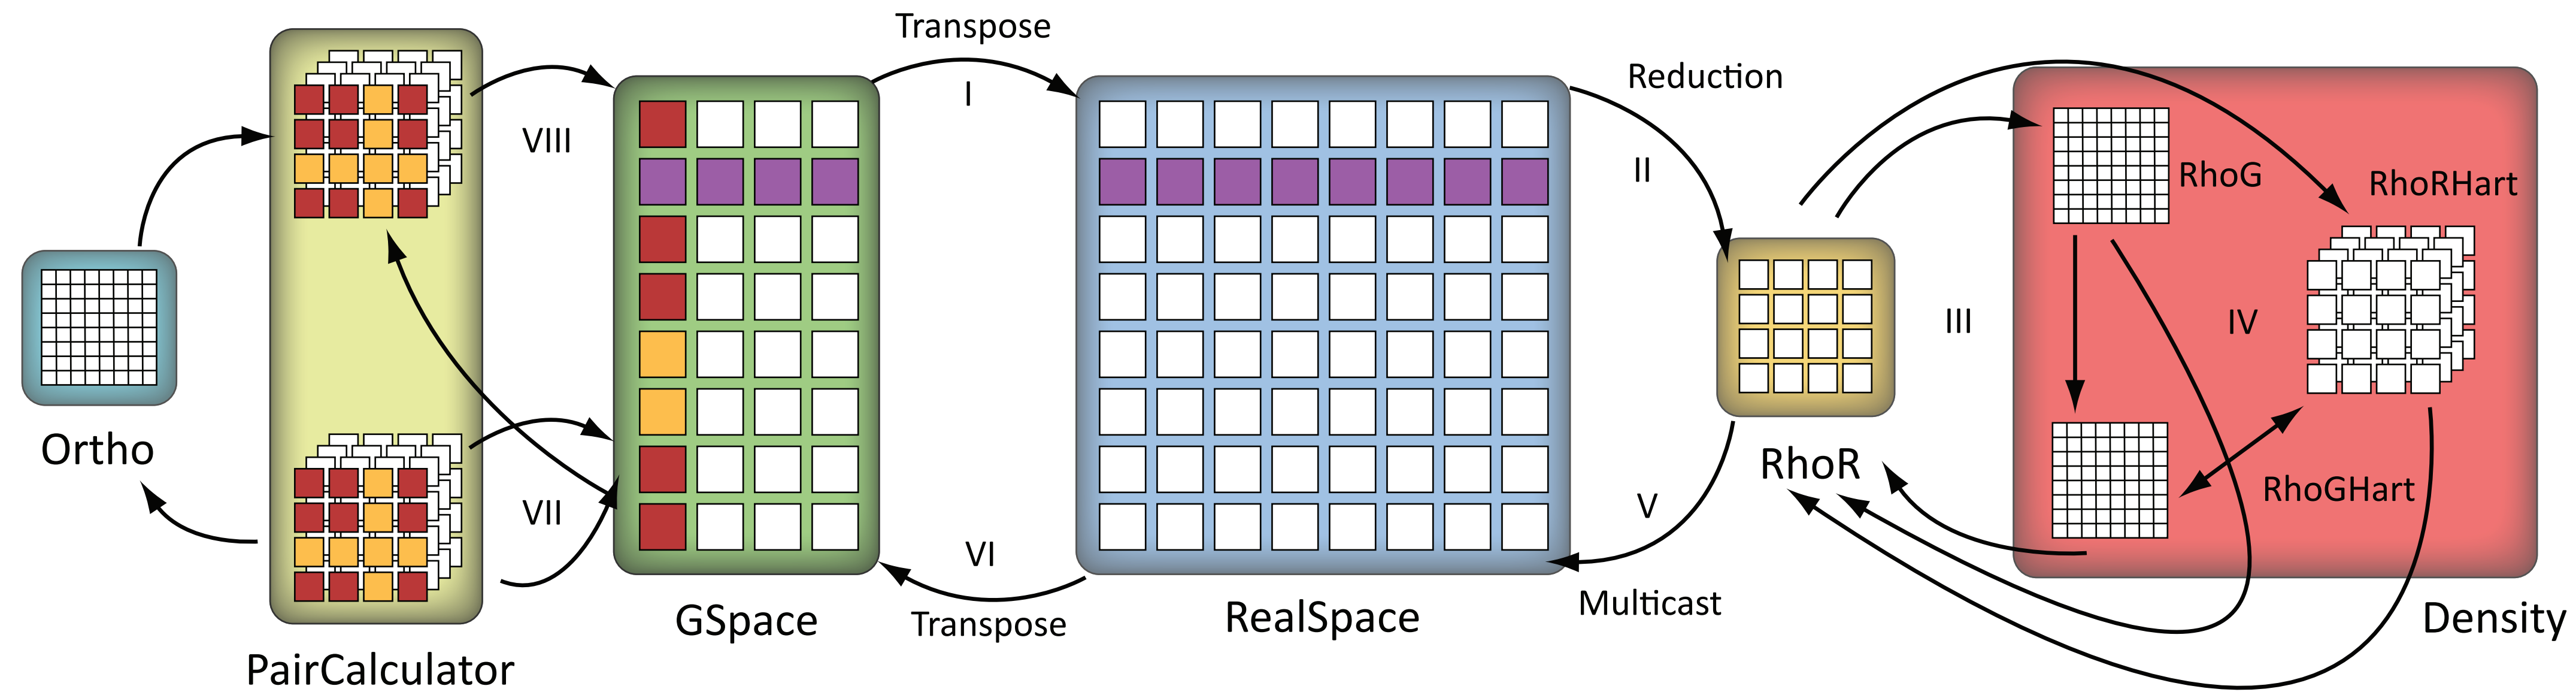 Transpose
I
Reduction
II
VIII
RhoG
RhoRHart
III
IV
Ortho
RhoR
RhoGHart
VII
V
VI
Multicast
GSpace
Transpose
RealSpace
Density
PairCalculator